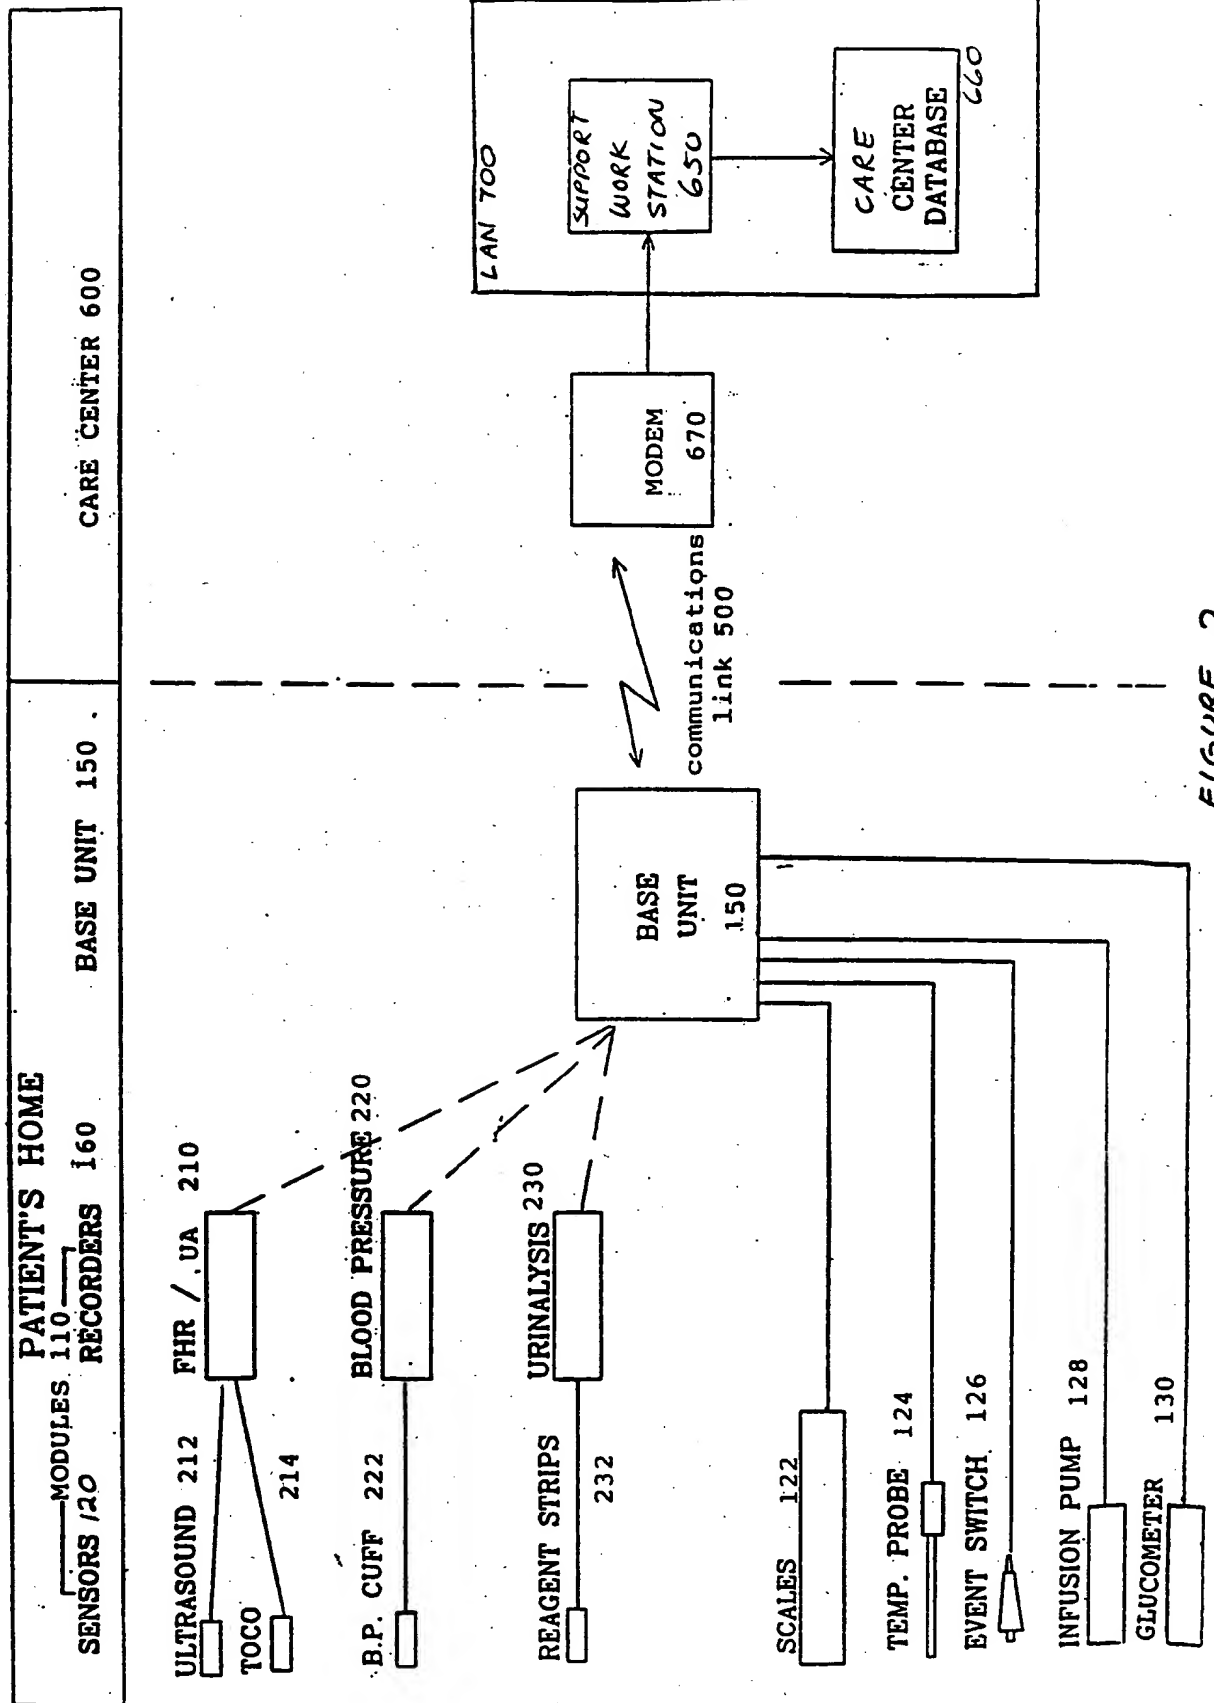 PATIENT'S HOME
MODULES 110
SENSORS 120
RECORDERS 160
BASE UNIT 150
CARE CENTER 600
ULTRASOUND 212
TOCO
214
FHR / UA 210
B.P. CUFF 222
BLOOD PRESSURE 220
REAGENT STRIPS
232
URINALYSIS 230
SCALES 122
TEMP. PROBE 124
EVENT SWITCH 126
INFUSION PUMP 128
GLUCOMETER 130
BASE
UNIT
150
communications
link 500
MODEM
670
LAN 700
SUPPORT
WORK
STATION
650
CARE
CENTER
DATABASE
660
FIGURE 2